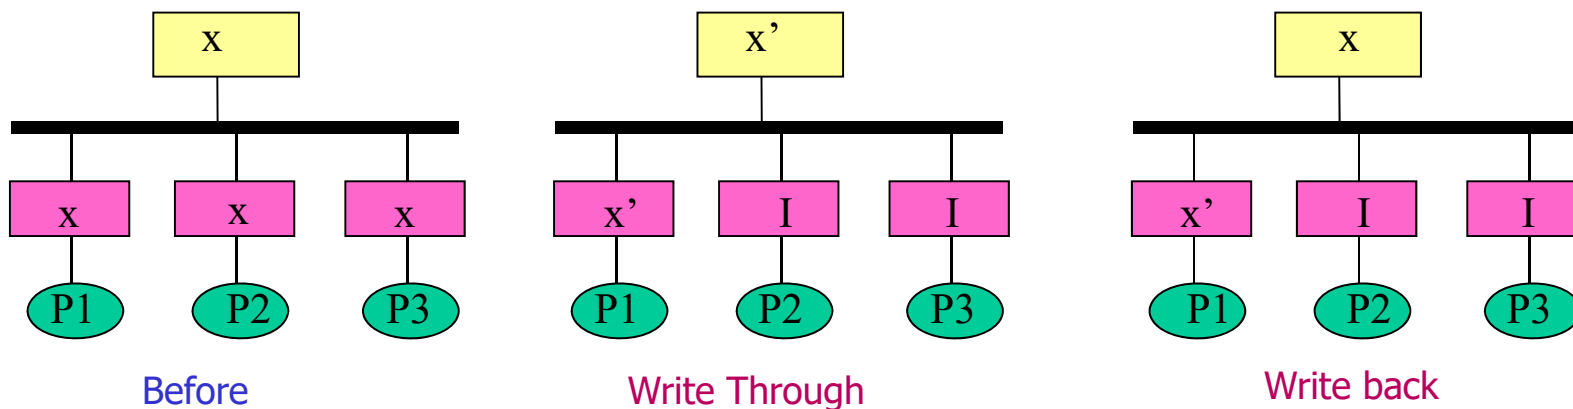 x x’ x
x x x x’ I I x’ I I
P1 P2 P3 P1 P2 P3 P1 P2 P3
Before Write Through Write back